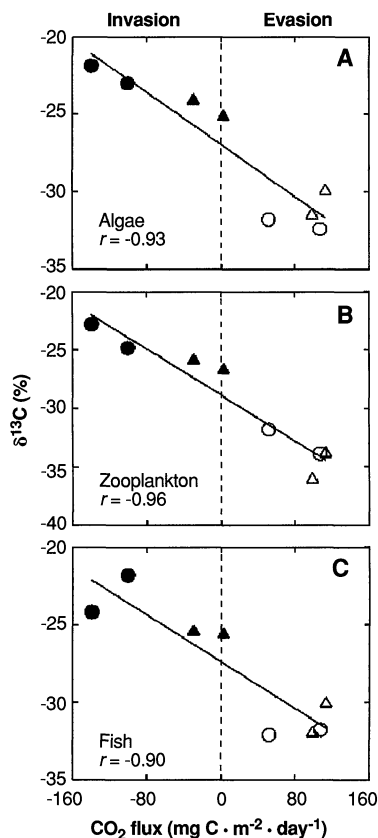 Invasion Evasion
-20
A
-25
-30
Algae
r = -0.93
-35
-20
B
-25
-30
δ13C (%)
-35
Zooplankton
r = -0.96
-40
-20
C
-25
-30
Fish
r = -0.90
-35
-160 -80 0 80 160
CO2 flux (mg C · m-2 · day-1)